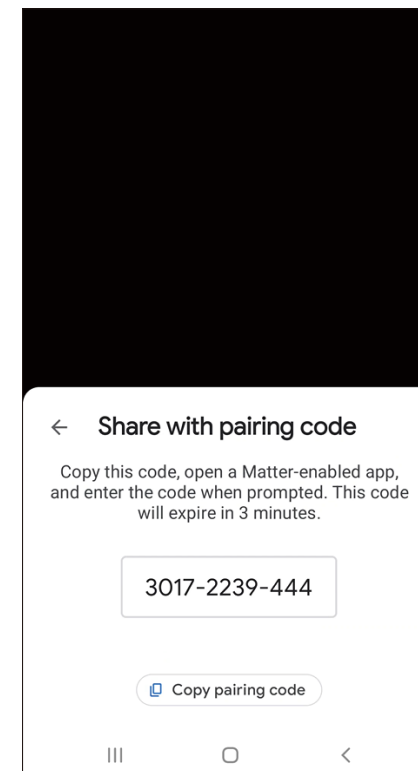 Share with pairing code
Copy this code, open a Matter-enabled app,
and enter the code when prompted. This code
will expire in 3 minutes.
3017-2239-444
Copy pairing code